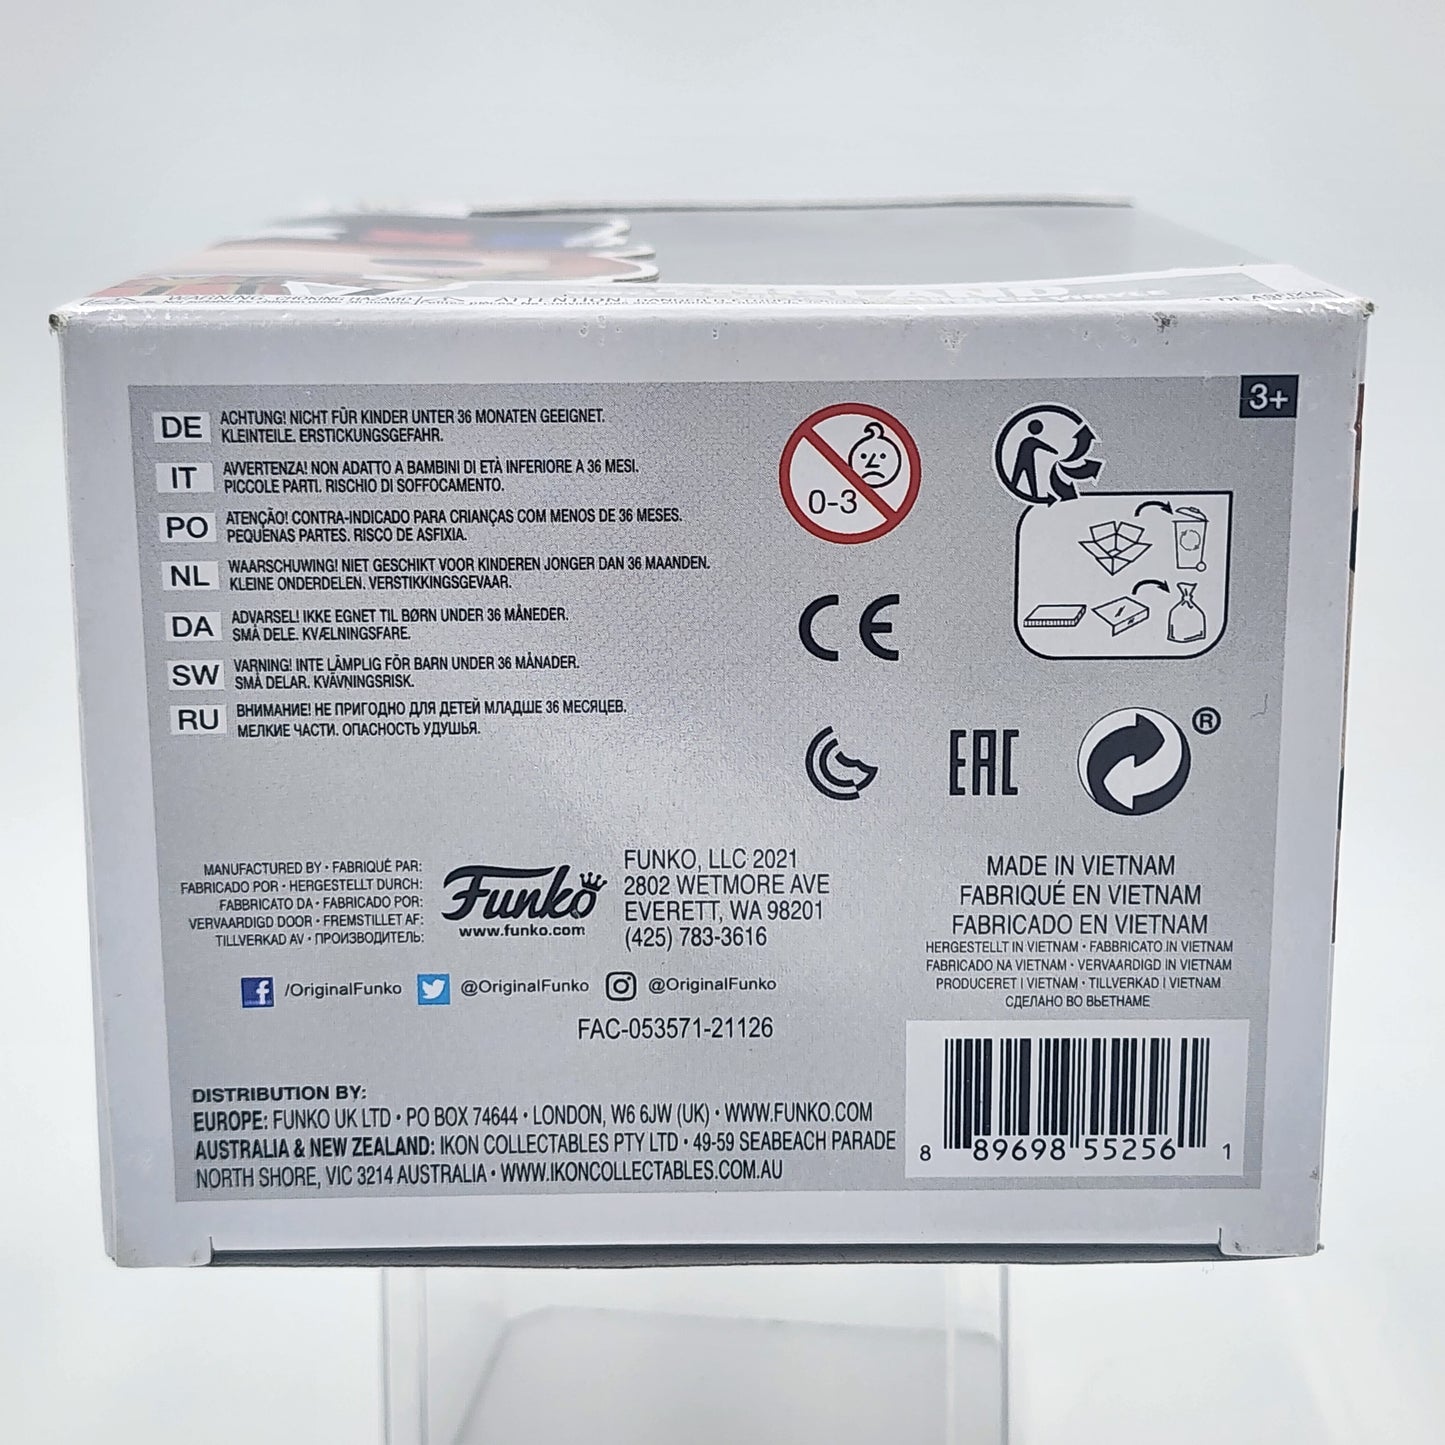 WARNING: CHOKING HAZARD
ATTENTION
3+
DE ACHTUNG! NICHT FÜR KINDER UNTER 36 MONATEN GEEIGNET.
KLEINTEILE. ERSTICKUNGSGEFAHR.
IT AVVERTENZA! NON ADATTO A BAMBINI DI ETÀ INFERIORE A 36 MESI.
PICCOLE PARTI. RISCHIO DI SOFFOCAMENTO.
PO ATENÇÃO! CONTRA-INDICADO PARA CRIANÇAS COM MENOS DE 36 MESES.
PEQUENAS PARTES. RISCO DE ASFIXIA.
NL WAARSCHUWING! NIET GESCHIKT VOOR KINDEREN JONGER DAN 36 MAANDEN.
KLEINE ONDERDELEN. VERSTIKKINGSGEVAAR.
DA ADVARSEL! IKKE EGNET TIL BØRN UNDER 36 MÅNEDER.
SMÅ DELE. KVÆLNINGSFARE.
SW VARNING! INTE LÄMPLIG FÖR BARN UNDER 36 MÅNADER.
SMÅ DELAR. KVÄVNINGSRISK.
RU ВНИМАНИЕ! НЕ ПРИГОДНО ДЛЯ ДЕТЕЙ МЛАДШЕ 36 МЕСЯЦЕВ.
МЕЛКИЕ ЧАСТИ. ОПАСНОСТЬ УДУШЬЯ.
0-3
CE
EAC
®
MANUFACTURED BY • FABRIQUÉ PAR:
FABRICADO POR • HERGESTELLT DURCH:
FABBRICATO DA • FABRICADO POR:
VERVAARDIGD DOOR • FREMSTILLET AF:
TILLVERKAD AV • ПРОИЗВОДИТЕЛЬ:
Funko
www.funko.com
FUNKO, LLC 2021
2802 WETMORE AVE
EVERETT, WA 98201
(425) 783-3616
MADE IN VIETNAM
FABRIQUÉ EN VIETNAM
FABRICADO EN VIETNAM
HERGESTELLT IN VIETNAM • FABBRICATO IN VIETNAM
FABRICADO NA VIETNAM • VERVAARDIGD IN VIETNAM
PRODUCERET I VIETNAM • TILLVERKAD I VIETNAM
СДЕЛАНО ВО ВЬЕТНАМЕ
/OriginalFunko @OriginalFunko @OriginalFunko
FAC-053571-21126
DISTRIBUTION BY:
EUROPE: FUNKO UK LTD • PO BOX 74644 • LONDON, W6 6JW (UK) • WWW.FUNKO.COM
AUSTRALIA & NEW ZEALAND: IKON COLLECTABLES PTY LTD • 49-59 SEABEACH PARADE
NORTH SHORE, VIC 3214 AUSTRALIA • WWW.IKONCOLLECTABLES.COM.AU
8 89698 55256 1